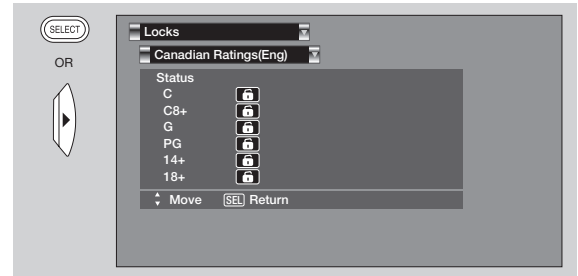 SELECT
OR
Locks
Canadian Ratings(Eng)
Status
C
C8+
G
PG
14+
18+
Move SEL Return